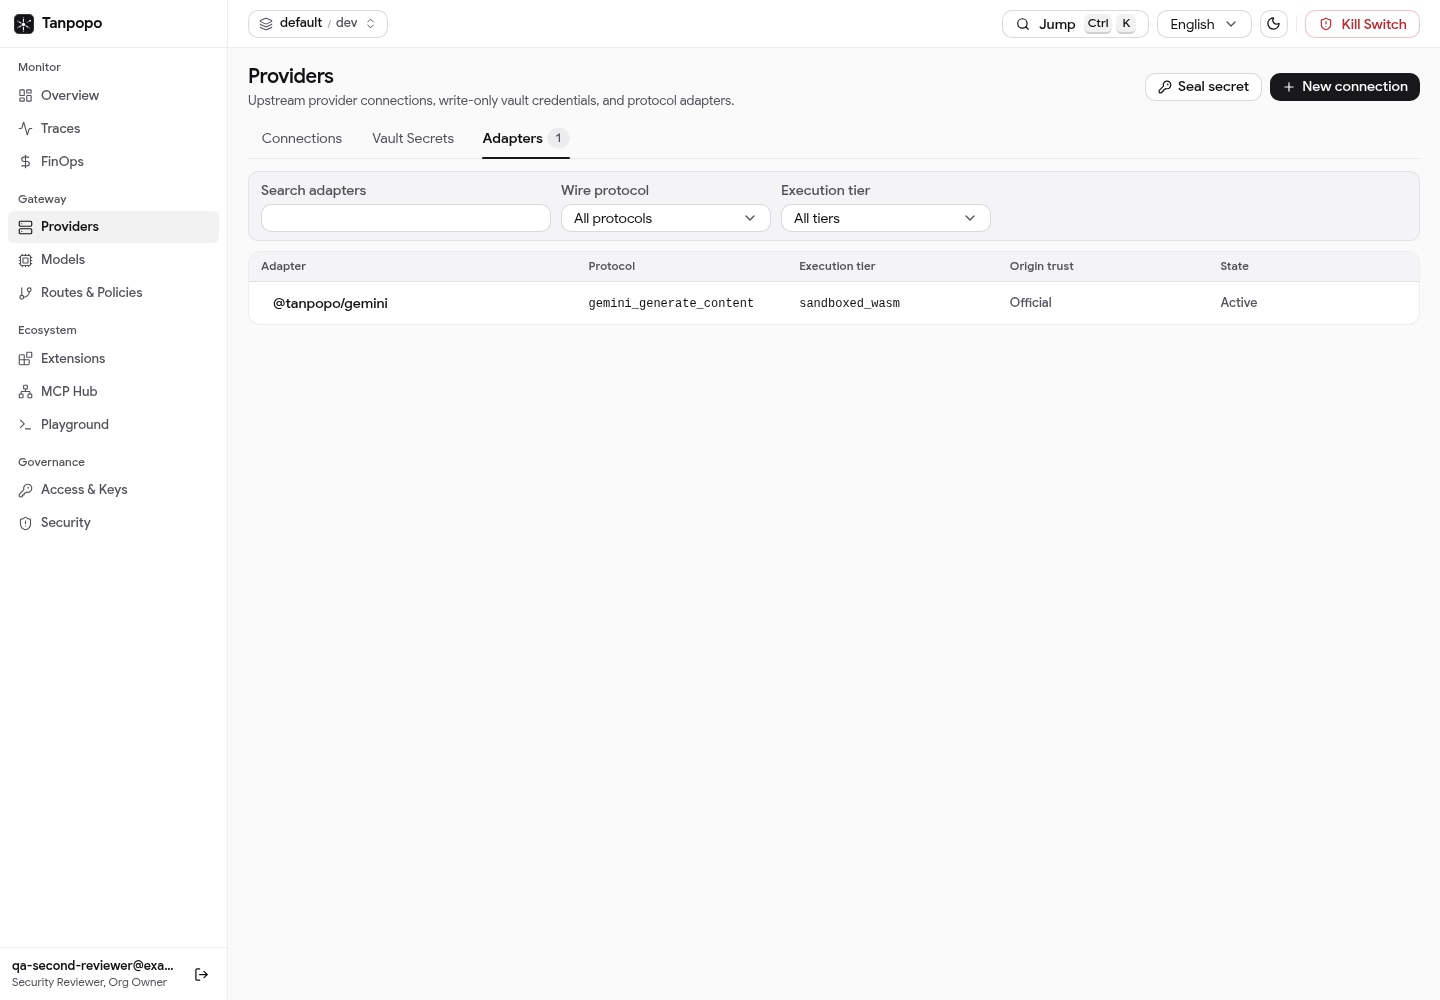 Tanpopo
default / dev
Jump Ctrl K
English
Kill Switch
Monitor
Overview
Traces
FinOps
Gateway
Providers
Models
Routes & Policies
Ecosystem
Extensions
MCP Hub
Playground
Governance
Access & Keys
Security
qa-second-reviewer@exa...
Security Reviewer, Org Owner
Providers
Upstream provider connections, write-only vault credentials, and protocol adapters.
Seal secret
New connection
Connections Vault Secrets Adapters 1
Search adapters Wire protocol Execution tier
All protocols All tiers
Adapter Protocol Execution tier Origin trust State
@tanpopo/gemini gemini_generate_content sandboxed_wasm Official Active